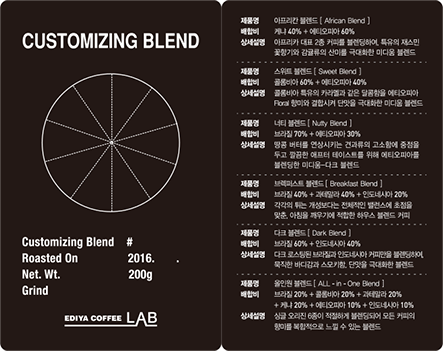 CUSTOMIZING BLEND
Customizing Blend #
Roasted On 2016. .
Net. Wt. 200g
Grind
EDIYA COFFEE LAB
제품명 아프리칸 블렌드 [ African Blend ]
배합비 케냐 40% + 에티오피아 60%
상세설명 아프리카 대표 2종 커피를 블렌딩하여, 특유의 재스민
꽃향기와 감귤류의 산미를 극대화한 미디움 블렌드
제품명 스위트 블렌드 [ Sweet Blend ]
배합비 콜롬비아 60% + 에티오피아 40%
상세설명 콜롬비아 특유의 카라멜과 같은 달콤함을 에티오피아
Floral 향미와 결합시켜 단맛을 극대화한 미디움 블렌드
제품명 너티 블렌드 [ Nutty Blend ]
배합비 브라질 70% + 에티오피아 30%
상세설명 땅콩 버터를 연상시키는 견과류의 고소함에 중점을
두고 깔끔한 애프터 테이스트를 위해 에티오피아를
블렌딩한 미디움-다크 블렌드
제품명 브렉퍼스트 블렌드 [ Breakfast Blend ]
배합비 브라질 40% + 과테말라 40% + 인도네시아 20%
상세설명 각각의 튀는 개성보다는 전체적인 밸런스에 초점을
맞춘, 아침을 깨우기에 적합한 하우스 블렌드 커피
제품명 다크 블렌드 [ Dark Blend ]
배합비 브라질 60% + 인도네시아 40%
상세설명 다크 로스팅된 브라질과 인도네시아 커피만을 블렌딩하여,
묵직한 바디감과 스모키함, 단맛을 극대화한 블렌드
제품명 올인원 블렌드 [ ALL - in - One Blend ]
배합비 브라질 20% + 콜롬비아 20% + 과테말라 20%
+ 케냐 20% + 에티오피아 10% + 인도네시아 10%
상세설명 싱글 오리진 6종이 적절하게 블렌딩되어 모든 커피의
향미를 복합적으로 느낄 수 있는 블렌드